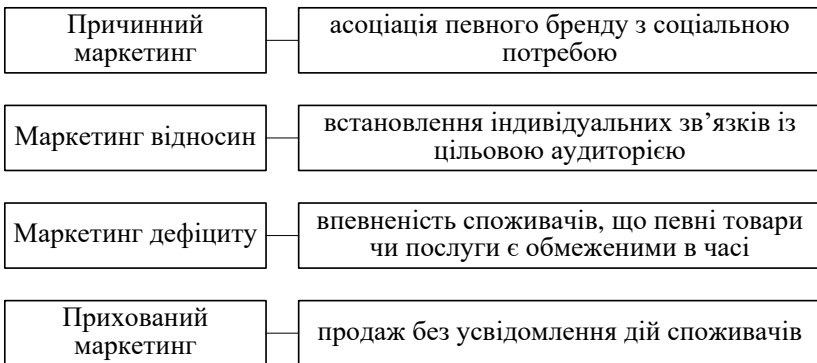 Причинний
маркетинг
асоціація певного бренду з соціальною
потребою
Маркетинг відносин
встановлення індивідуальних зв’язків із
цільовою аудиторією
Маркетинг дефіциту
впевненість споживачів, що певні товари
чи послуги є обмеженими в часі
Прихований
маркетинг
продаж без усвідомлення дій споживачів